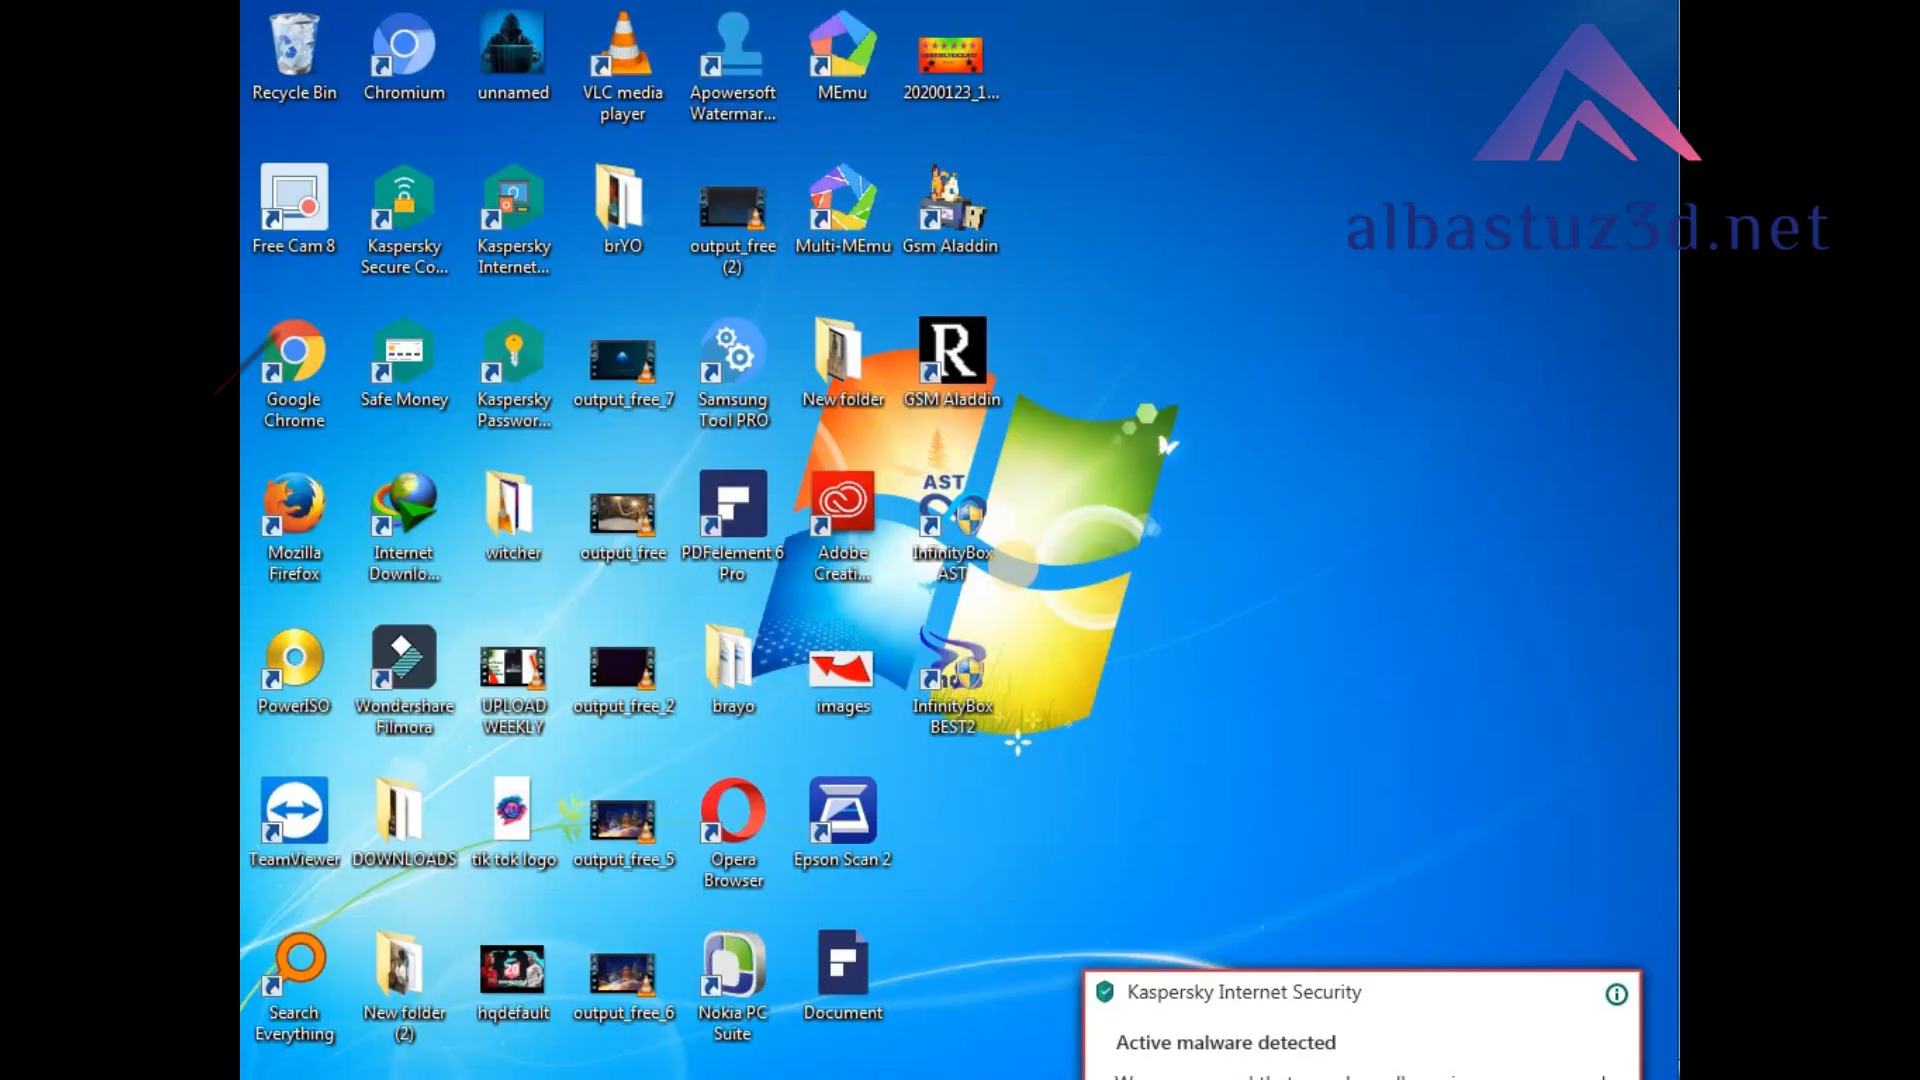 Recycle Bin
Chromium
unnamed
VLC media
player
Apowersoft
Watermar...
MEmu
20200123_1...
albastuz3d.net
Free Cam 8
Kaspersky
Secure Co...
Kaspersky
Internet...
brYO
output_free
(2)
Multi-MEmu
Gsm Aladdin
Google
Chrome
Safe Money
Kaspersky
Passwor...
output_free_7
Samsung
Tool PRO
New folder
R
GSM Aladdin
Mozilla
Firefox
Internet
Downlo...
witcher
output_free
PDFelement 6
Pro
Adobe
Creati...
AST
InfinityBox
AST
PowerISO
Wondershare
Filmora
UPLOAD
WEEKLY
output_free_2
brayo
images
InfinityBox
BEST2
TeamViewer
DOWNLOADS
tik tok logo
output_free_5
Opera
Browser
Epson Scan 2
Search
Everything
New folder
(2)
hqdefault
output_free_6
Nokia PC
Suite
Document
Kaspersky Internet Security
Active malware detected